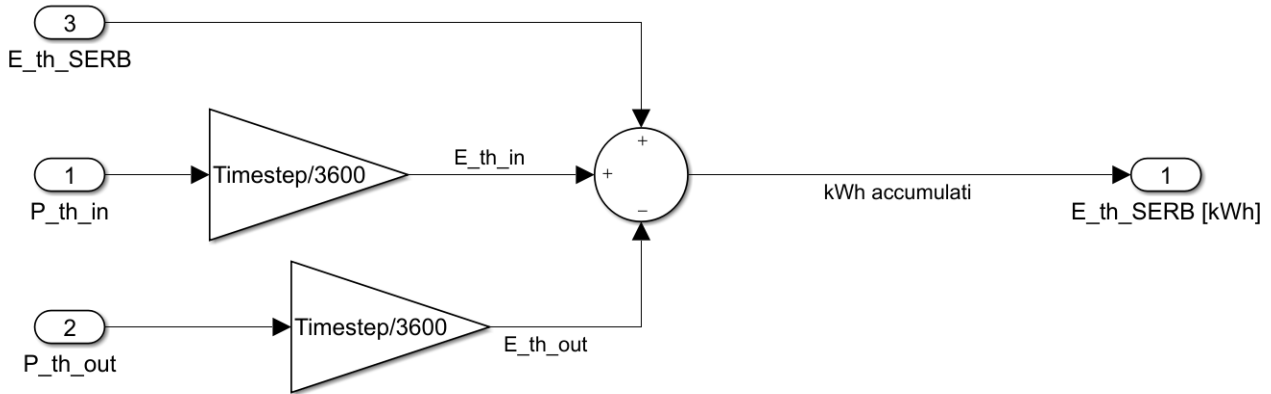 3
E_th_SERB
1
P_th_in
Timestep/3600
E_th_in
+
+
−
kWh accumulati
1
E_th_SERB [kWh]
2
P_th_out
Timestep/3600
E_th_out